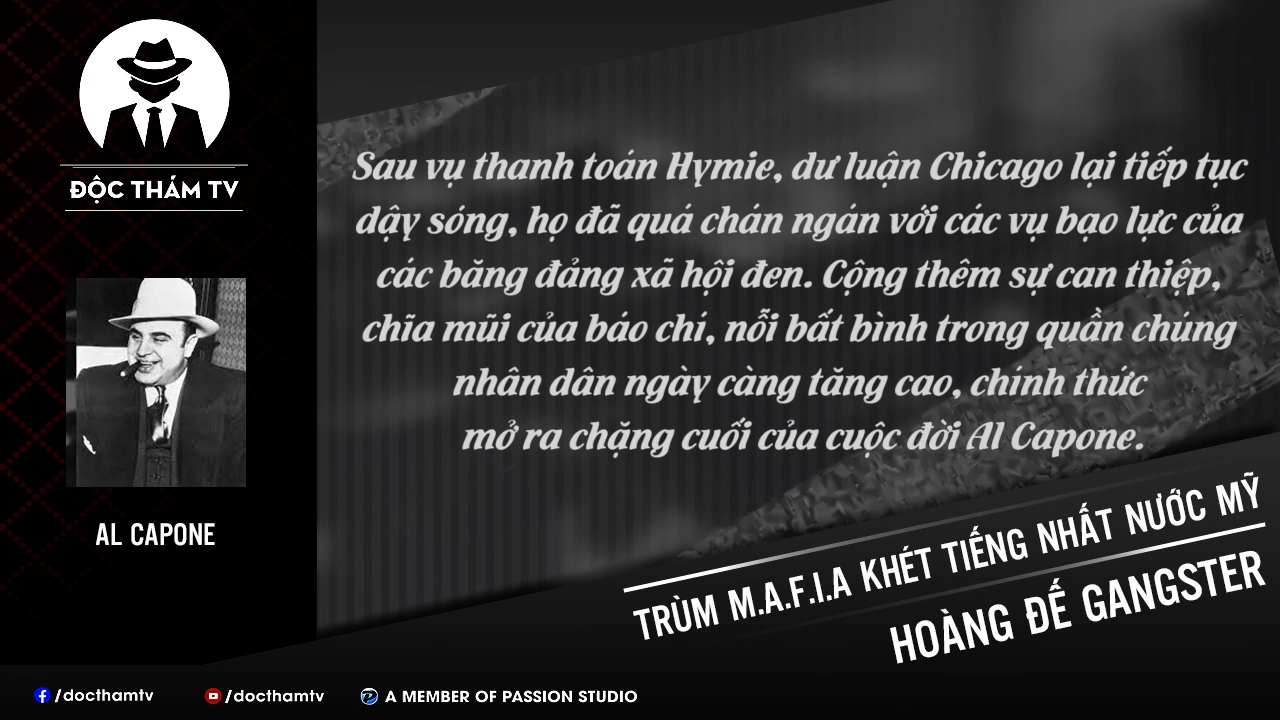 ĐỘC THÁM TV
AL CAPONE
Sau vụ thanh toán Hymie, dư luận Chicago lại tiếp tục
dậy sóng, họ đã quá chán ngán với các vụ bạo lực của
các băng đảng xã hội đen. Cộng thêm sự can thiệp,
chĩa mũi của báo chí, nỗi bất bình trong quần chúng
nhân dân ngày càng tăng cao, chính thức
mở ra chặng cuối của cuộc đời Al Capone.
TRÙM M.A.F.I.A KHÉT TIẾNG NHẤT NƯỚC MỸ
HOÀNG ĐẾ GANGSTER
/docthamtv
/docthamtv
A MEMBER OF PASSION STUDIO